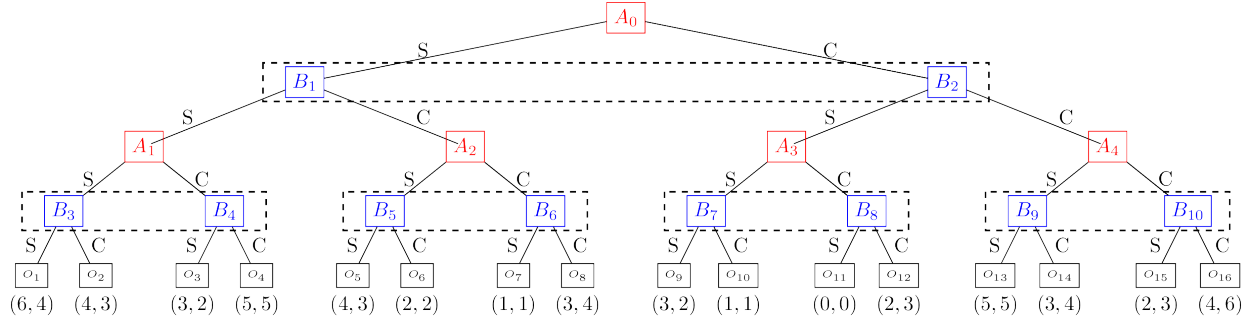 A₀
S C
B₁ B₂
S C S C
A₁ A₂ A₃ A₄
S C S C S C S C
B₃ B₄ B₅ B₆ B₇ B₈ B₉ B₁₀
S C S C S C S C S C S C S C S C
o₁ o₂ o₃ o₄ o₅ o₆ o₇ o₈ o₉ o₁₀ o₁₁ o₁₂ o₁₃ o₁₄ o₁₅ o₁₆
(6, 4) (4, 3) (3, 2) (5, 5) (4, 3) (2, 2) (1, 1) (3, 4) (3, 2) (1, 1) (0, 0) (2, 3) (5, 5) (3, 4) (2, 3) (4, 6)